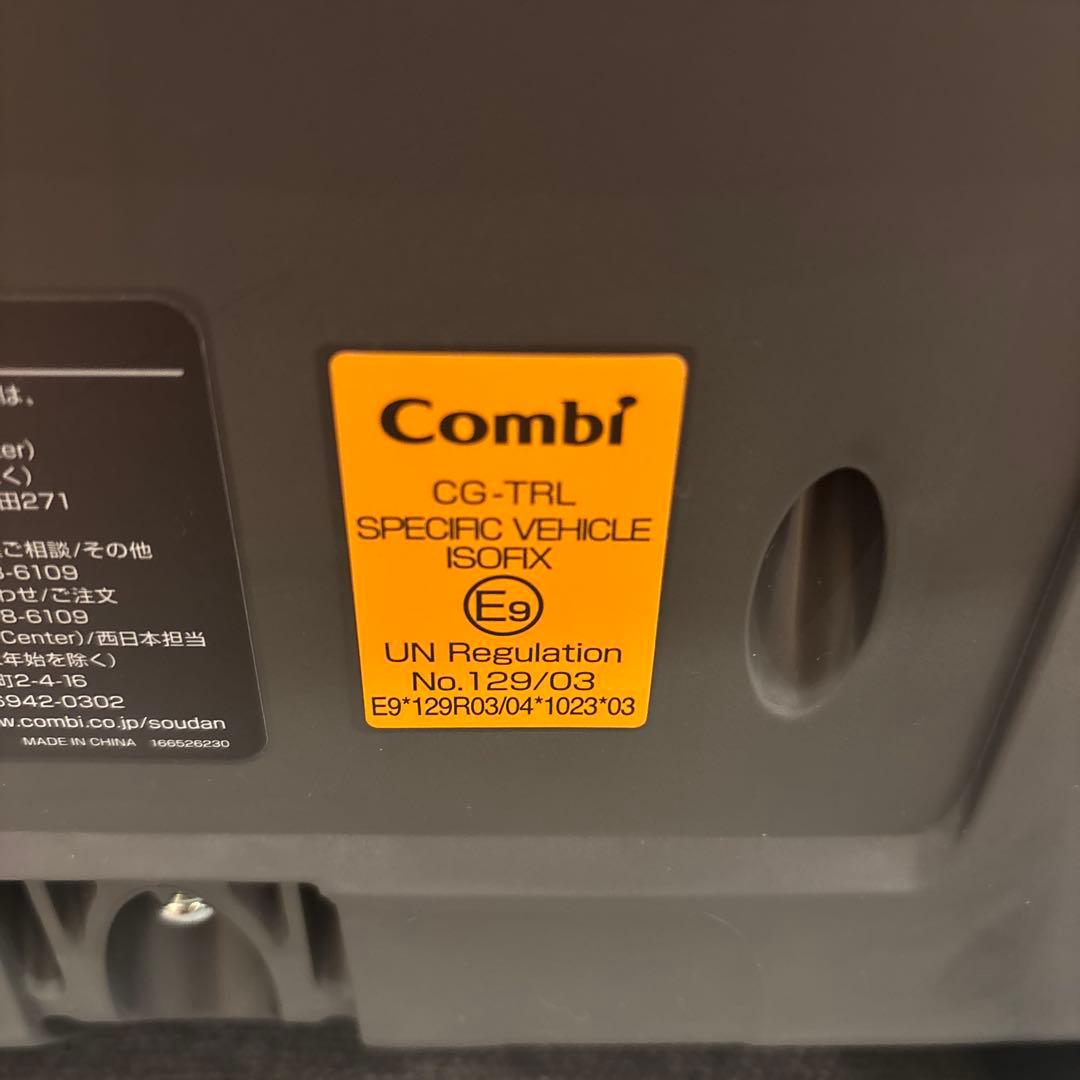 は、
er)
く)
田271
ご相談/その他
-6109
わせ/ご注文
8-6109
Center)/西日本担当
年始を除く)
町2-4-16
6942-0302
w.combi.co.jp/soudan
MADE IN CHINA 166526230
Combi
CG-TRL
SPECIFIC VEHICLE
ISOFIX
E9
UN Regulation
No.129/03
E9*129R03/04*1023*03